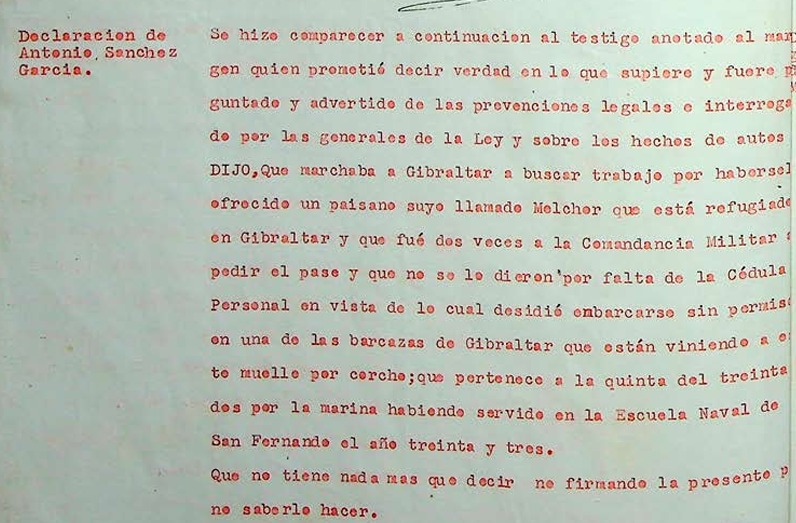 Declaracion de
Antonio Sanchez
Garcia.
Se hizo comparecer a continuacion al testigo anotado al mar
gen quien prometió decir verdad en lo que supiere y fuere p
guntado y advertido de las prevenciones legales e interroga
do por las generales de la Ley y sobre los hechos de autos
DIJO,Que marchaba a Gibraltar a buscar trabajo por habersel
ofrecido un paisano suyo llamado Melchor que está refugiado
en Gibraltar y que fué dos veces a la Comandancia Militar a
pedir el pase y que no se lo dieron por falta de la Cédula
Personal en vista de lo cual desidió embarcarse sin permiso
en una de las barcazas de Gibraltar que están viniendo a es
te muelle por corcho;que pertenece a la quinta del treinta
dos por la marina habiendo servido en la Escuela Naval de
San Fernando el año treinta y tres.
Que no tiene nada mas que decir no firmando la presente p
no saberlo hacer.